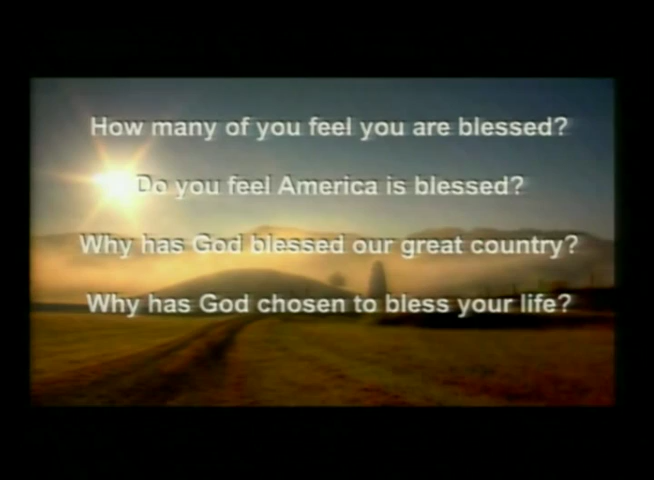 How many of you feel you are blessed?
Do you feel America is blessed?
Why has God blessed our great country?
Why has God chosen to bless your life?